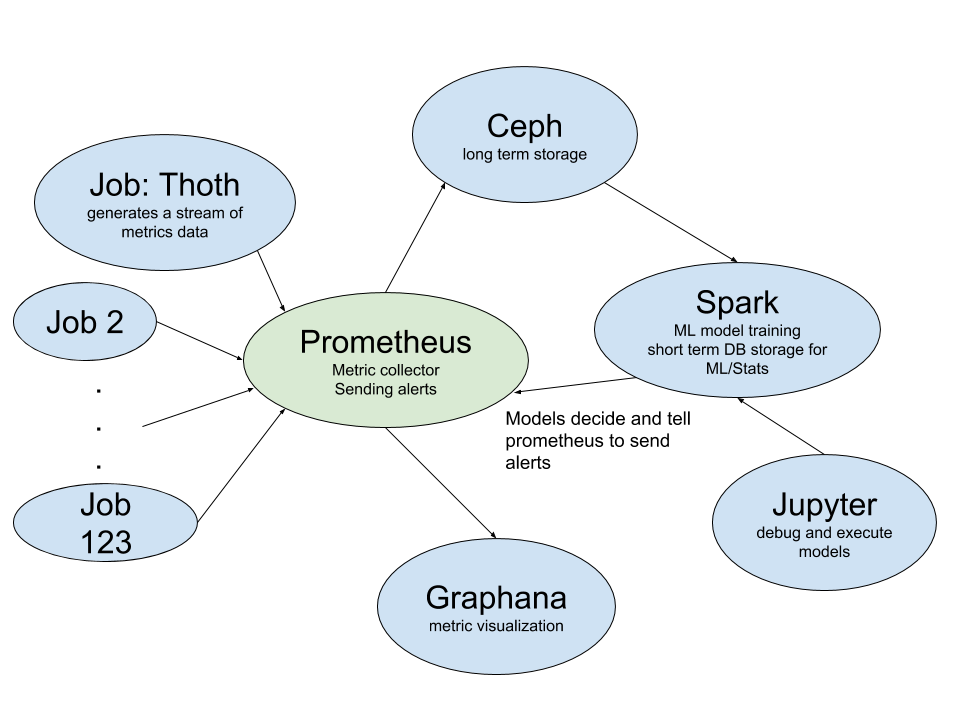 Ceph
long term storage
Job: Thoth
generates a stream of
metrics data
Job 2
.
.
.
Job
123
Prometheus
Metric collector
Sending alerts
Spark
ML model training
short term DB storage for
ML/Stats
Models decide and tell
prometheus to send
alerts
Jupyter
debug and execute
models
Graphana
metric visualization